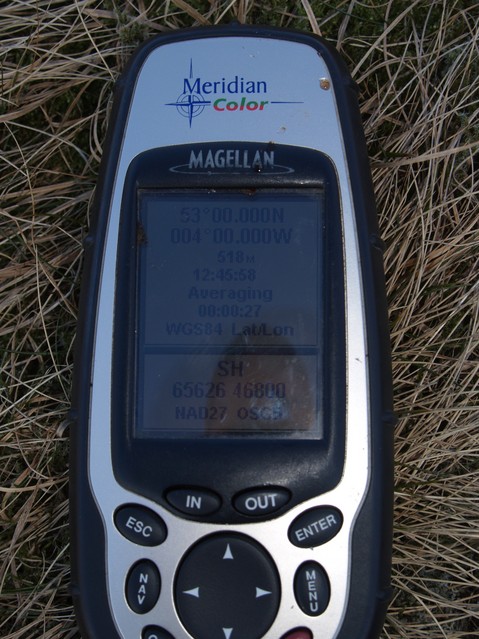 Meridian
Color
MAGELLAN
53°00.000N
004°00.000W
518m
12:45:58
Averaging
00:00:27
WGS84 Lat/Lon
SH
65626 46800
NAD27 OSGB
IN OUT
ESC ENTER
NAV MENU